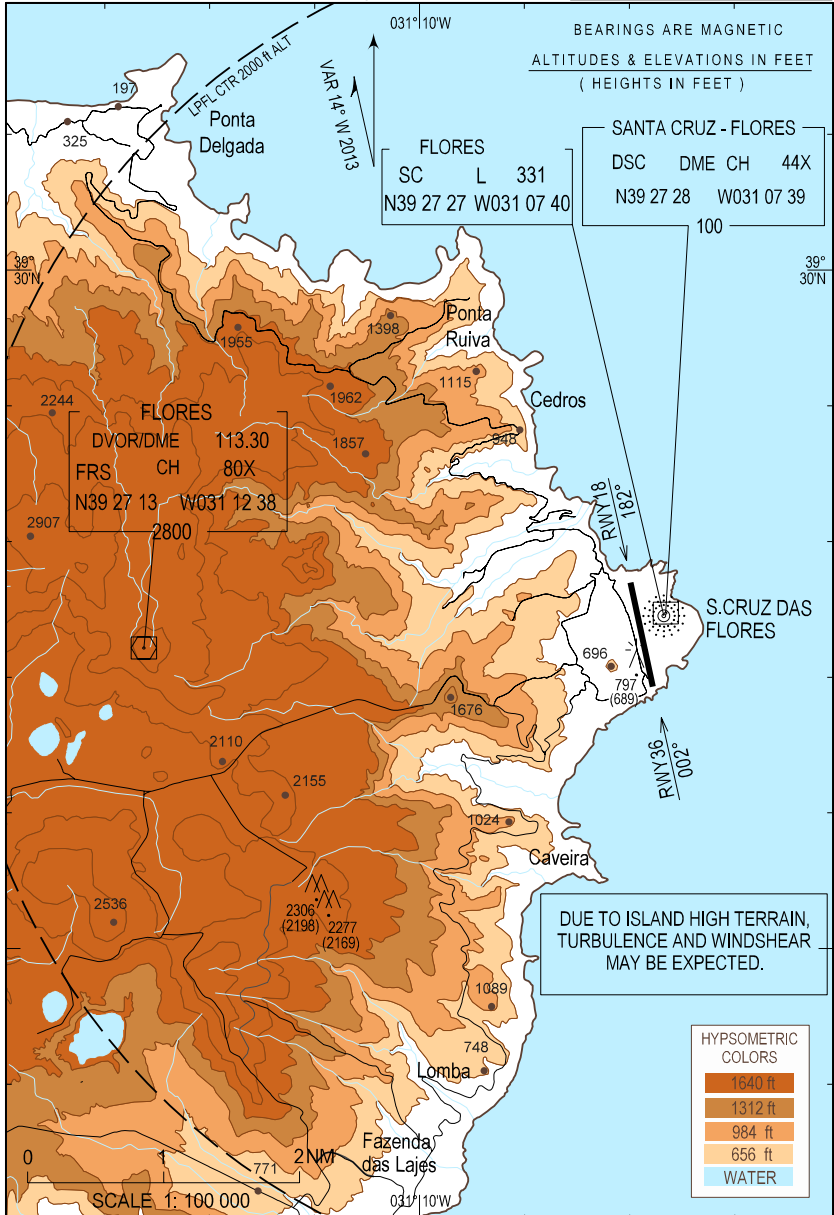 031° 10'W
BEARINGS ARE MAGNETIC
ALTITUDES & ELEVATIONS IN FEET
( HEIGHTS IN FEET )
LPFL CTR 2000 ft ALT
VAR 14° W 2013
197
325
Ponta
Delgada
FLORES
SC L 331
N39 27 27 W031 07 40
SANTA CRUZ - FLORES
DSC DME CH 44X
N39 27 28 W031 07 39
100
39°
30'N
39°
30'N
1955
1398
Ponta
Ruiva
1115
1962
Cedros
948
2244
1857
FLORES
DVOR/DME 113.30
FRS CH 80X
N39 27 13 W031 12 38
2800
2907
RWY18
182°
S.CRUZ DAS
FLORES
696
797
(689)
1676
RWY36
002°
2110
2155
1024
Caveira
2306
(2198)
2277
(2169)
2536
DUE TO ISLAND HIGH TERRAIN,
TURBULENCE AND WINDSHEAR
MAY BE EXPECTED.
1089
748
Lomba
HYPSOMETRIC
COLORS
1640 ft
1312 ft
984 ft
656 ft
WATER
Fazenda
das Lajes
0 1 2 NM
771
SCALE 1: 100 000
031° 10'W